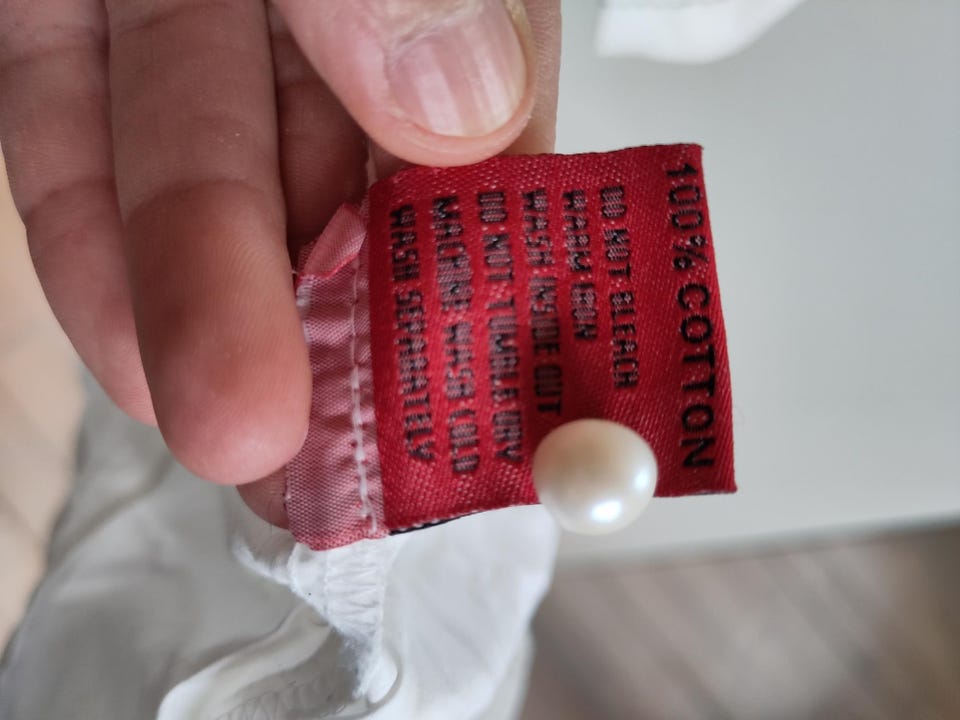 100% COTTON
DO NOT BLEACH
WARM IRON
WASH INSIDE OUT
DO NOT TUMBLE DRY
MACHINE WASH COLD
WASH SEPARATELY